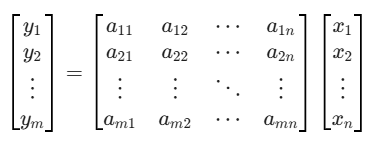 y₁ a₁₁ a₁₂ ⋯ a₁ₙ x₁
y₂ a₂₁ a₂₂ ⋯ a₂ₙ x₂
⋮ = ⋮ ⋮ ⋱ ⋮ ⋮
yₘ aₘ₁ aₘ₂ ⋯ aₘₙ xₙ